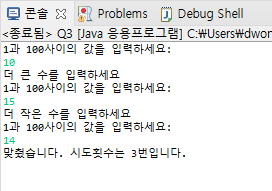 콘솔 Problems Debug Shell
<종료됨> Q3 [Java 응용프로그램] C:₩Users₩dwon
1과 100사이의 값을 입력하세요:
10
더 큰 수를 입력하세요
1과 100사이의 값을 입력하세요:
15
더 작은 수를 입력하세요
1과 100사이의 값을 입력하세요:
14
맞췄습니다. 시도횟수는 3번입니다.